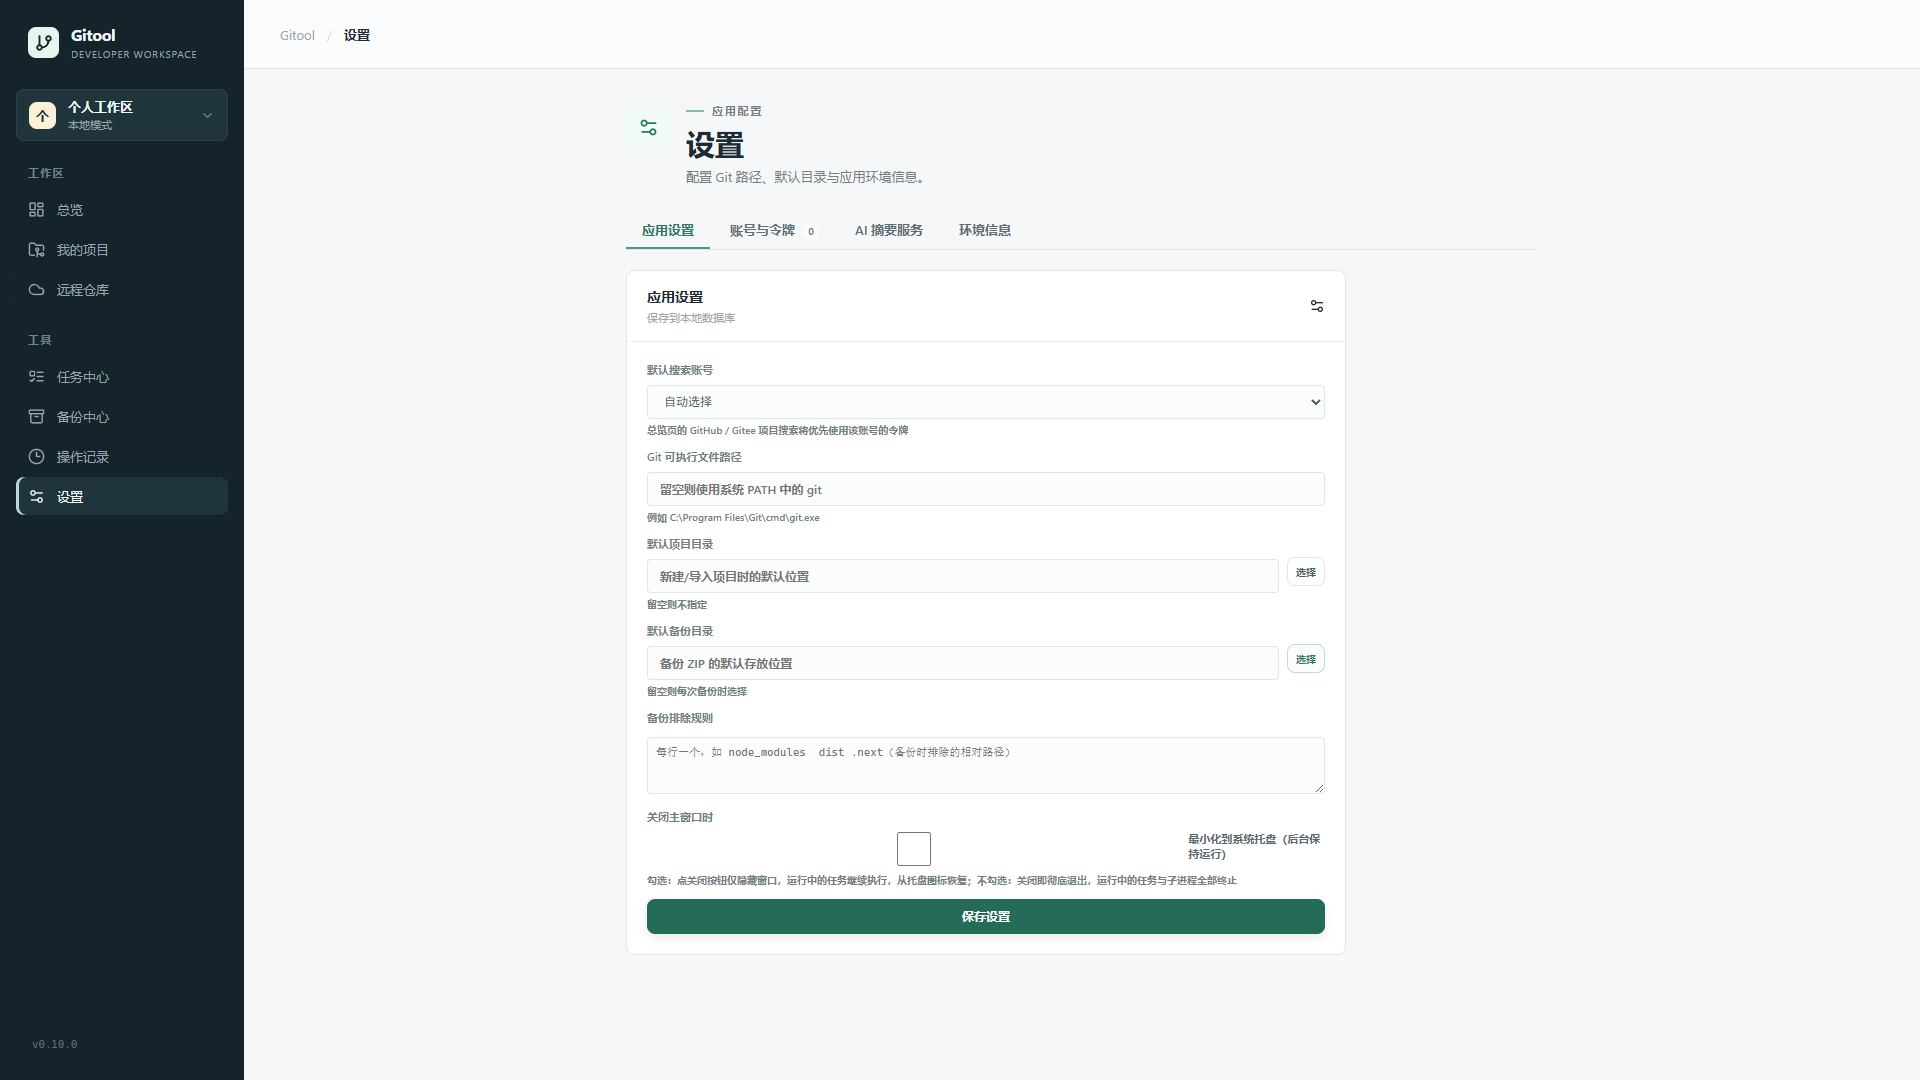 Gitool
DEVELOPER WORKSPACE
个
个人工作区
本地模式
工作区
总览
我的项目
远程仓库
工具
任务中心
备份中心
操作记录
设置
v0.10.0
Gitool / 设置
应用配置
设置
配置 Git 路径、默认目录与应用环境信息。
应用设置 账号与令牌 0 AI 摘要服务 环境信息
应用设置
保存到本地数据库
默认搜索账号
自动选择
总览页的 GitHub / Gitee 项目搜索将优先使用该账号的令牌
Git 可执行文件路径
留空则使用系统 PATH 中的 git
例如 C:\Program Files\Git\cmd\git.exe
默认项目目录
新建/导入项目时的默认位置 选择
留空则不指定
默认备份目录
备份 ZIP 的默认存放位置 选择
留空则每次备份时选择
备份排除规则
每行一个，如 node_modules dist .next（备份时排除的相对路径）
关闭主窗口时
最小化到系统托盘（后台保
持运行）
勾选：点关闭按钮仅隐藏窗口，运行中的任务继续执行，从托盘图标恢复；不勾选：关闭即彻底退出，运行中的任务与子进程全部终止
保存设置